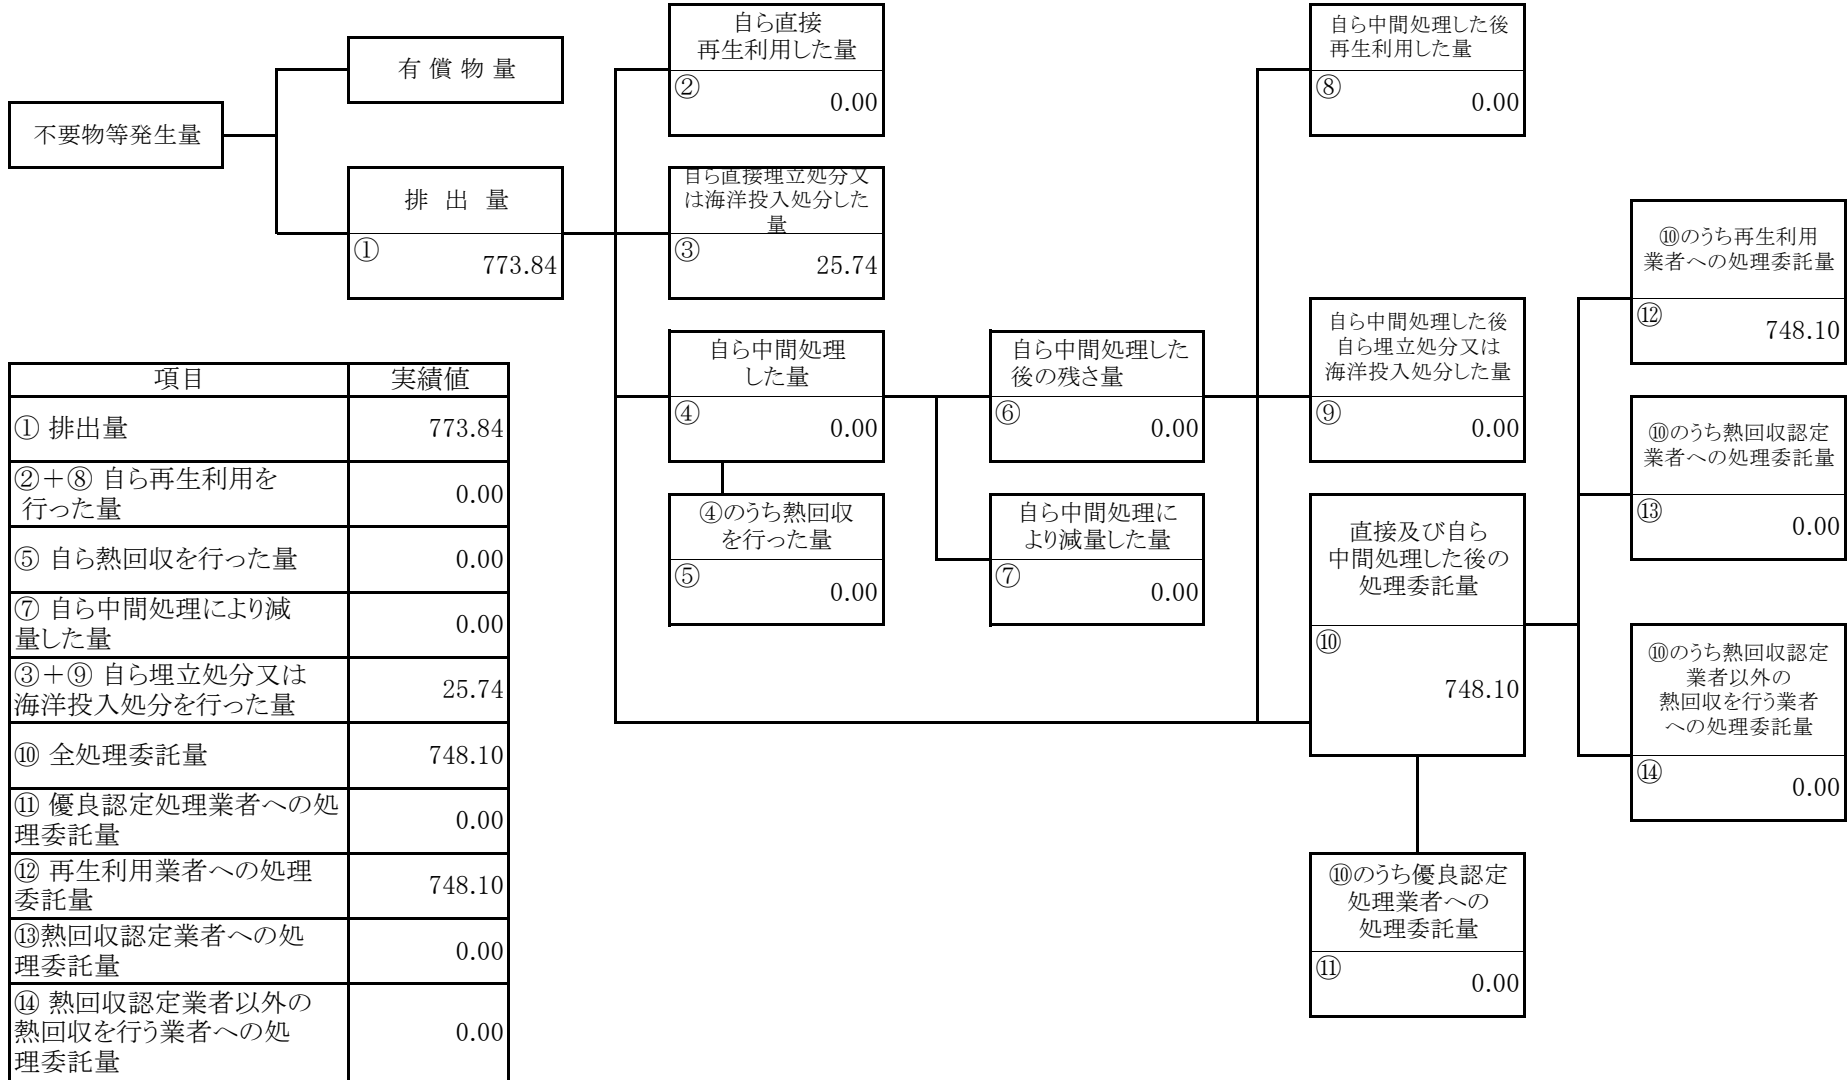 不要物等発生量
有 償 物 量
排 出 量
①
773.84
自ら直接
再生利用した量
②
0.00
自ら直接埋立処分又
は海洋投入処分した
量
③
25.74
自ら中間処理
した量
④
0.00
④のうち熱回収
を行った量
⑤
0.00
自ら中間処理した
後の残さ量
⑥
0.00
自ら中間処理に
より減量した量
⑦
0.00
自ら中間処理した後
再生利用した量
⑧
0.00
自ら中間処理した後
自ら埋立処分又は
海洋投入処分した量
⑨
0.00
直接及び自ら
中間処理した後の
処理委託量
⑩
748.10
⑩のうち優良認定
処理業者への
処理委託量
⑪
0.00
⑩のうち再生利用
業者への処理委託量
⑫
748.10
⑩のうち熱回収認定
業者への処理委託量
⑬
0.00
⑩のうち熱回収認定
業者以外の
熱回収を行う業者
への処理委託量
⑭
0.00
項目 実績値
① 排出量 773.84
②＋⑧ 自ら再生利用を
行った量 0.00
⑤ 自ら熱回収を行った量 0.00
⑦ 自ら中間処理により減
量した量 0.00
③＋⑨ 自ら埋立処分又は
海洋投入処分を行った量 25.74
⑩ 全処理委託量 748.10
⑪ 優良認定処理業者への処
理委託量 0.00
⑫ 再生利用業者への処理
委託量 748.10
⑬熱回収認定業者への処
理委託量 0.00
⑭ 熱回収認定業者以外の
熱回収を行う業者への処
理委託量 0.00